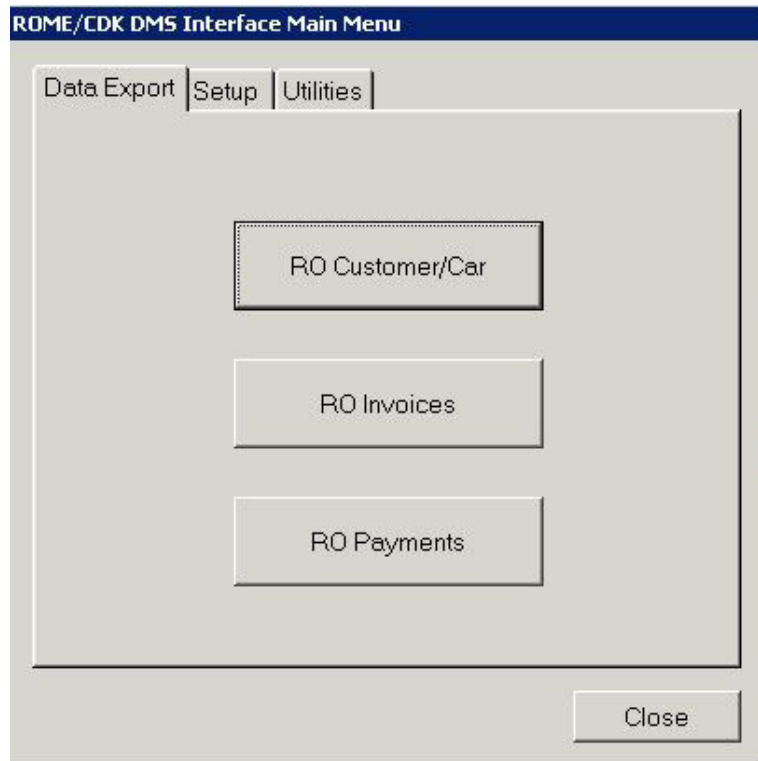 ROME/CDK DMS Interface Main Menu
Data Export Setup Utilities
RO Customer/Car
RO Invoices
RO Payments
Close